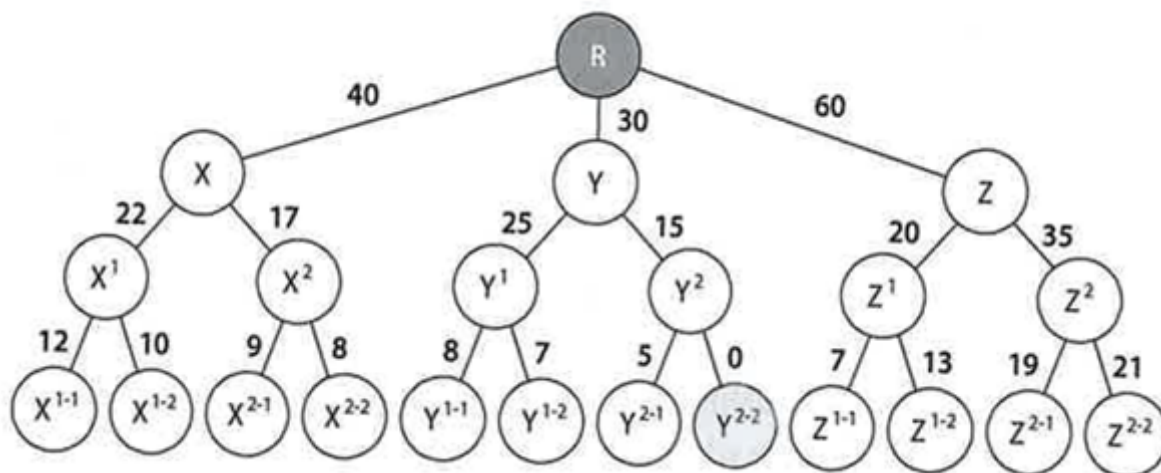 R
40
30
60
X
Y
Z
22
17
25
15
20
35
X¹
X²
Y¹
Y²
Z¹
Z²
12
10
9
8
8
7
5
0
7
13
19
21
X¹⁻¹
X¹⁻²
X²⁻¹
X²⁻²
Y¹⁻¹
Y¹⁻²
Y²⁻¹
Y²⁻²
Z¹⁻¹
Z¹⁻²
Z²⁻¹
Z²⁻²